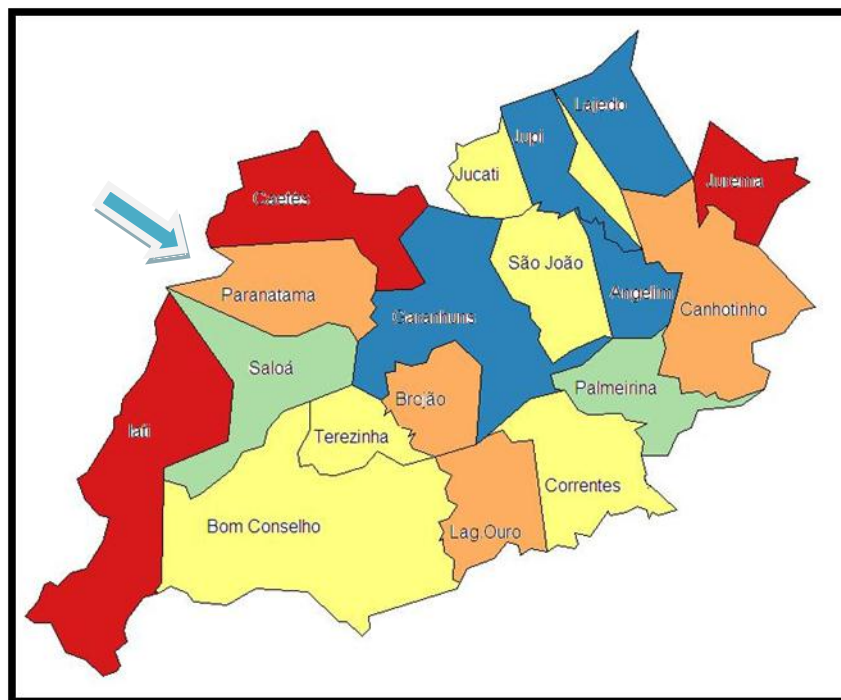 Lajedo
Jupi
Jucati
Jurema
Caetés
São João
Paranatama
Angelim
Canhotinho
Garanhuns
Saloá
Palmeirina
Brojão
Iati
Terezinha
Correntes
Bom Conselho
Lag.Ouro